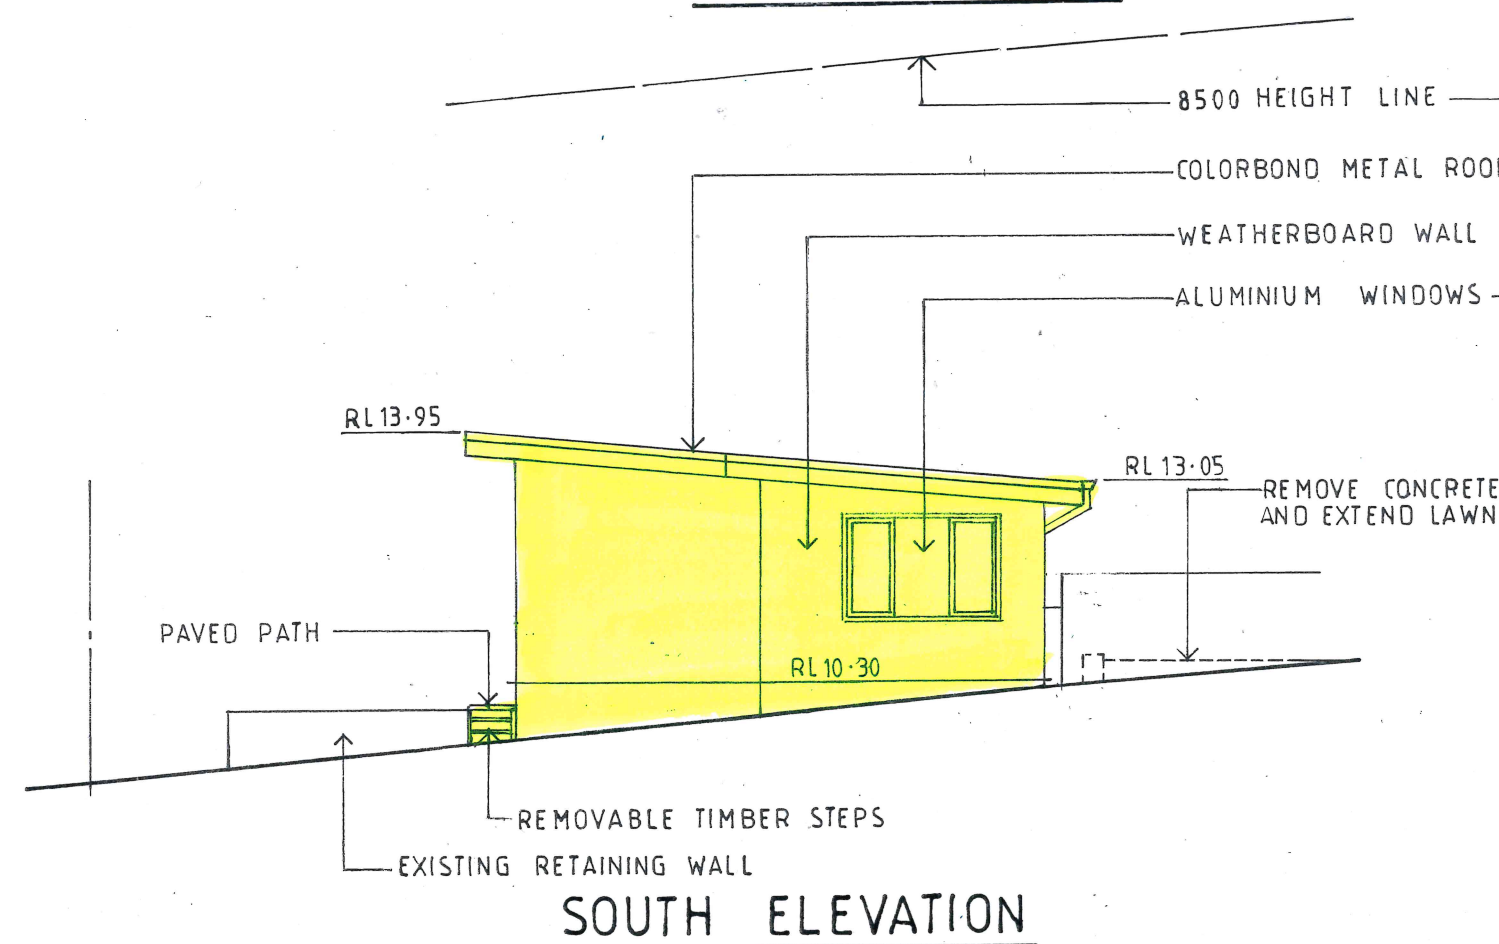 8500 HEIGHT LINE
COLORBOND METAL
WEATHERBOARD WALL
ALUMINIUM WINDOWS
RL 13·95
RL 13·05
REMOVE CONCRETE
AND EXTEND LAWN
PAVED PATH
RL 10·30
REMOVABLE TIMBER STEPS
EXISTING RETAINING WALL
SOUTH ELEVATION